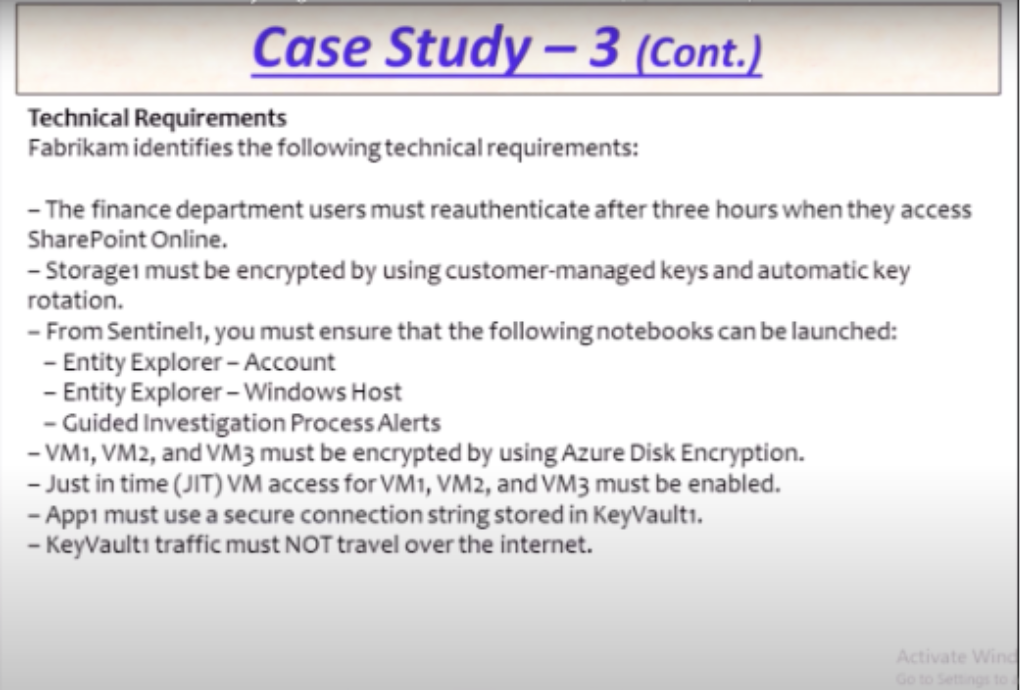 Case Study – 3 (Cont.)
Technical Requirements
Fabrikam identifies the following technical requirements:
– The finance department users must reauthenticate after three hours when they access
SharePoint Online.
– Storage1 must be encrypted by using customer-managed keys and automatic key
rotation.
– From Sentinel1, you must ensure that the following notebooks can be launched:
– Entity Explorer – Account
– Entity Explorer – Windows Host
– Guided Investigation Process Alerts
– VM1, VM2, and VM3 must be encrypted by using Azure Disk Encryption.
– Just in time (JIT) VM access for VM1, VM2, and VM3 must be enabled.
– App1 must use a secure connection string stored in KeyVault1.
– KeyVault1 traffic must NOT travel over the internet.
Activate Wind
Go to Settings to